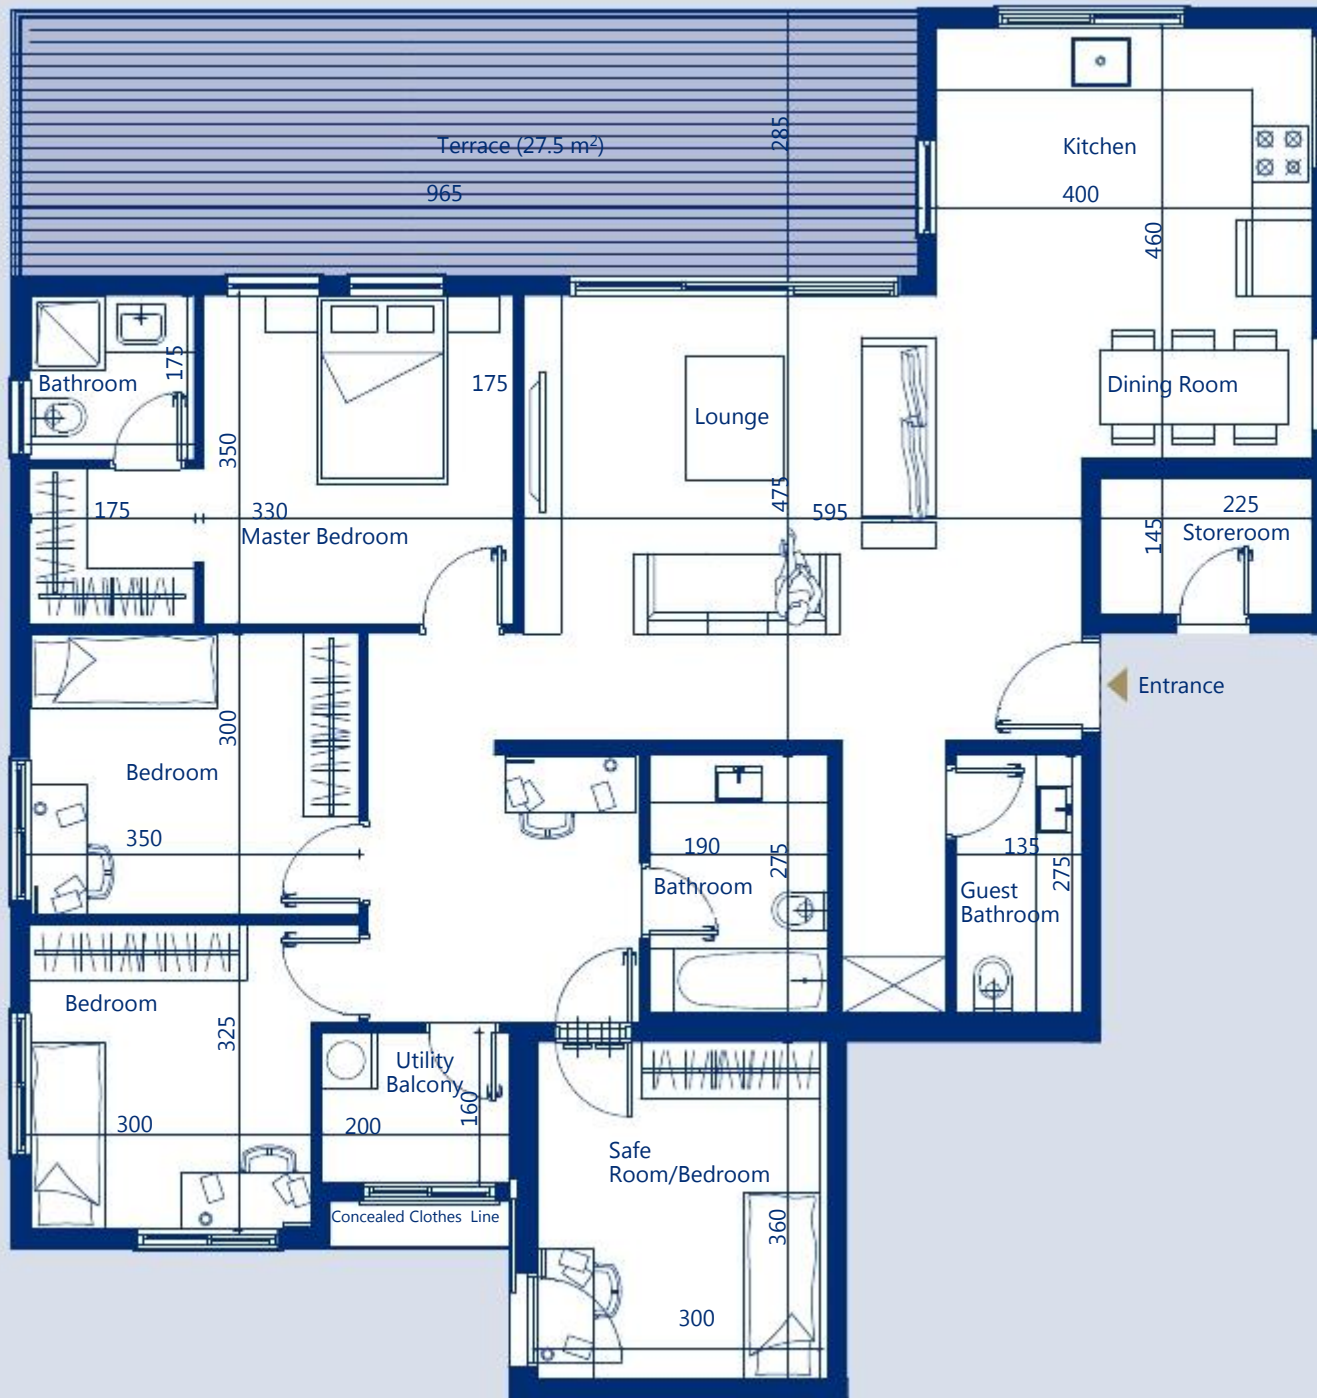 Terrace (27.5 m²)
965
285
Kitchen
400
460
Bathroom
175
175
350
Lounge
Dining Room
175
330
Master Bedroom
475
595
225
Storeroom
145
Entrance
300
Bedroom
350
190
275
Bathroom
135
275
Guest
Bathroom
Bedroom
325
300
Utility
Balcony
160
200
Concealed Clothes Line
Safe
Room/Bedroom
360
300